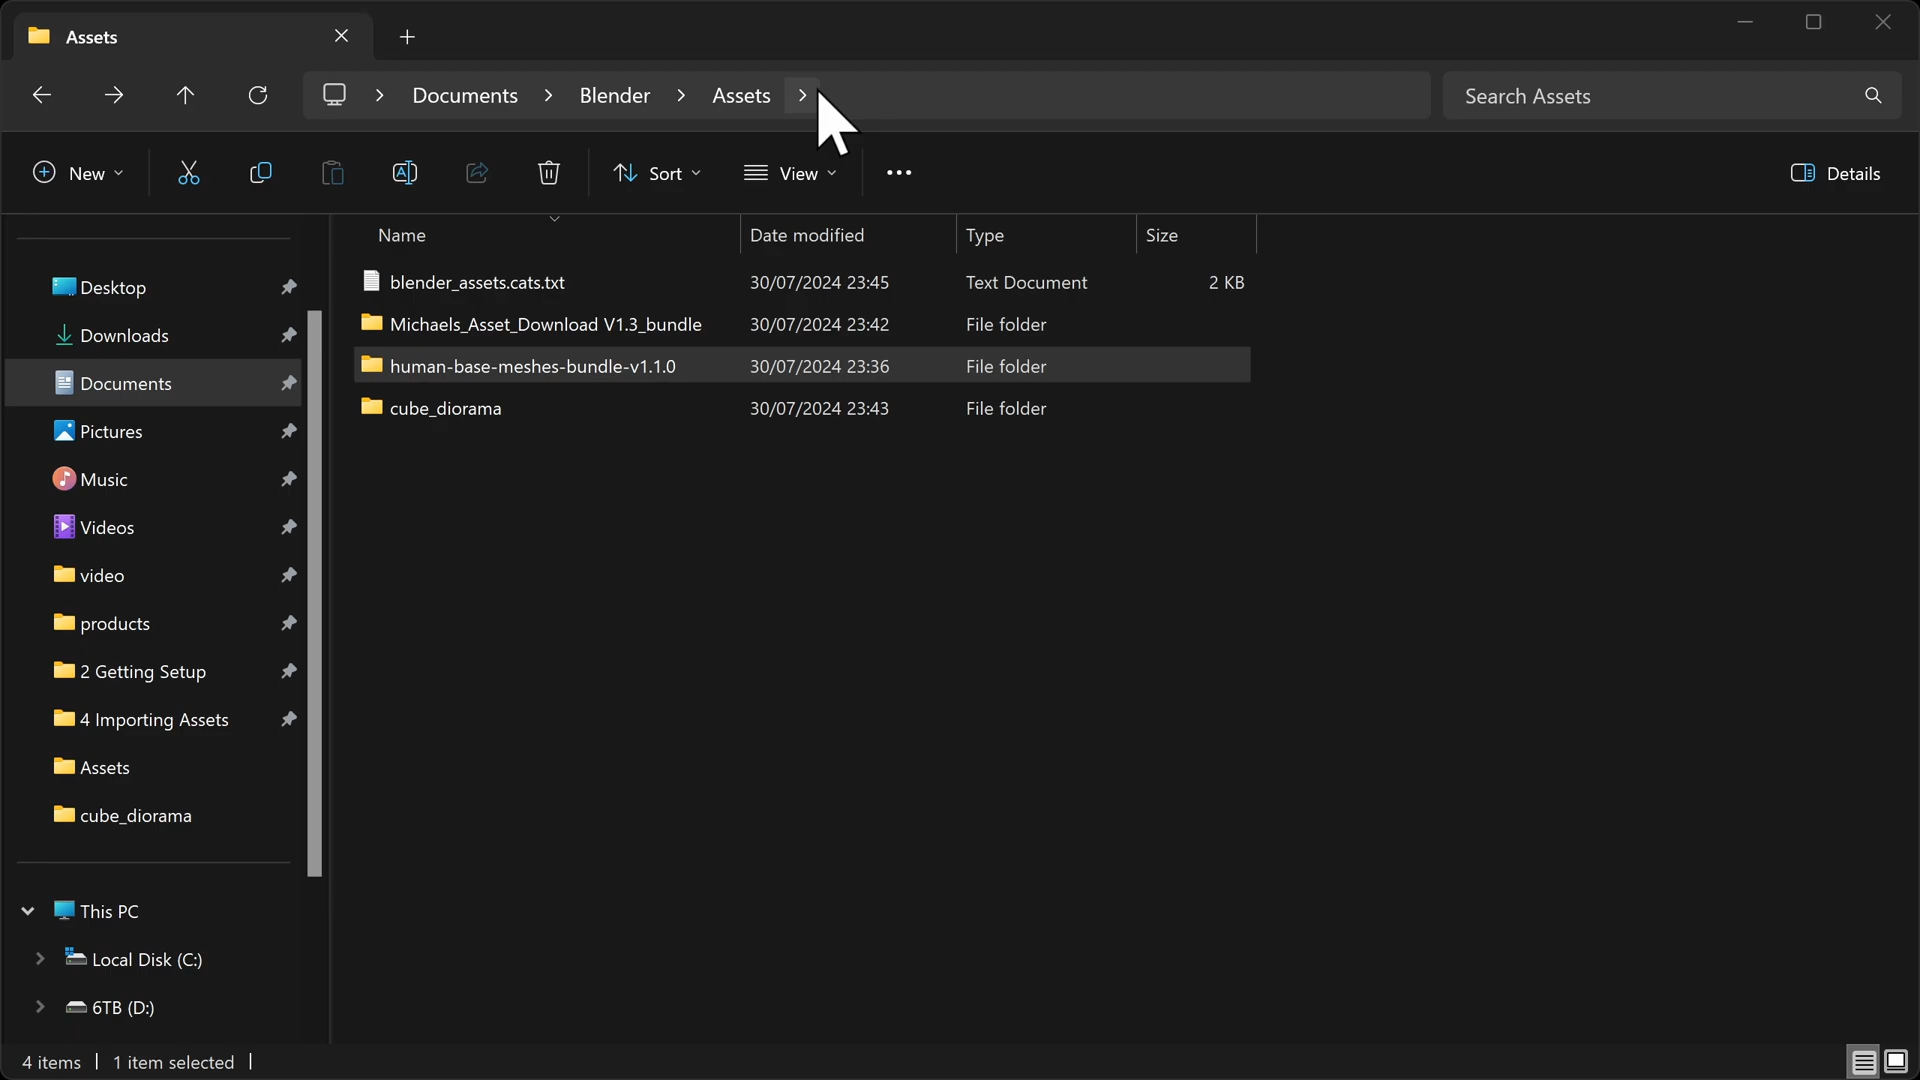 Assets
Documents
Blender
Assets
Search Assets
New
Sort
View
Details
Name
Date modified
Type
Size
blender_assets.cats.txt 30/07/2024 23:45 Text Document 2 KB
Michaels_Asset_Download V1.3_bundle 30/07/2024 23:42 File folder
human-base-meshes-bundle-v1.1.0 30/07/2024 23:36 File folder
cube_diorama 30/07/2024 23:43 File folder
Desktop
Downloads
Documents
Pictures
Music
Videos
video
products
2 Getting Setup
4 Importing Assets
Assets
cube_diorama
This PC
Local Disk (C:)
6TB (D:)
4 items
1 item selected